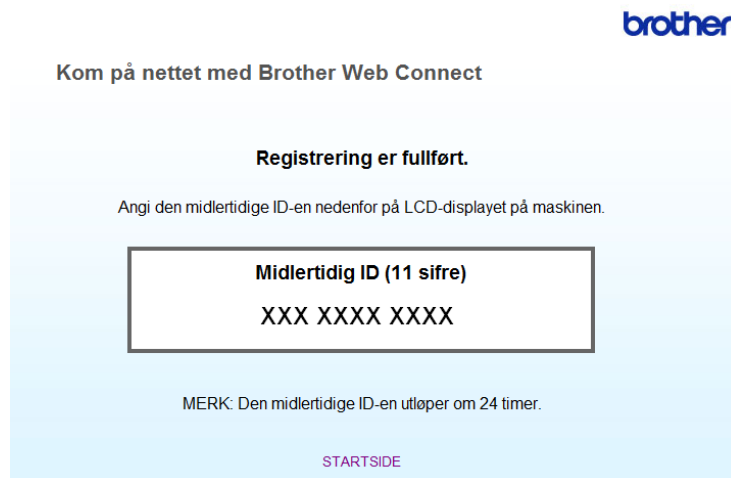 brother
Kom på nettet med Brother Web Connect
Registrering er fullført.
Angi den midlertidige ID-en nedenfor på LCD-displayet på maskinen.
Midlertidig ID (11 sifre)
XXX XXXX XXXX
MERK: Den midlertidige ID-en utløper om 24 timer.
STARTSIDE